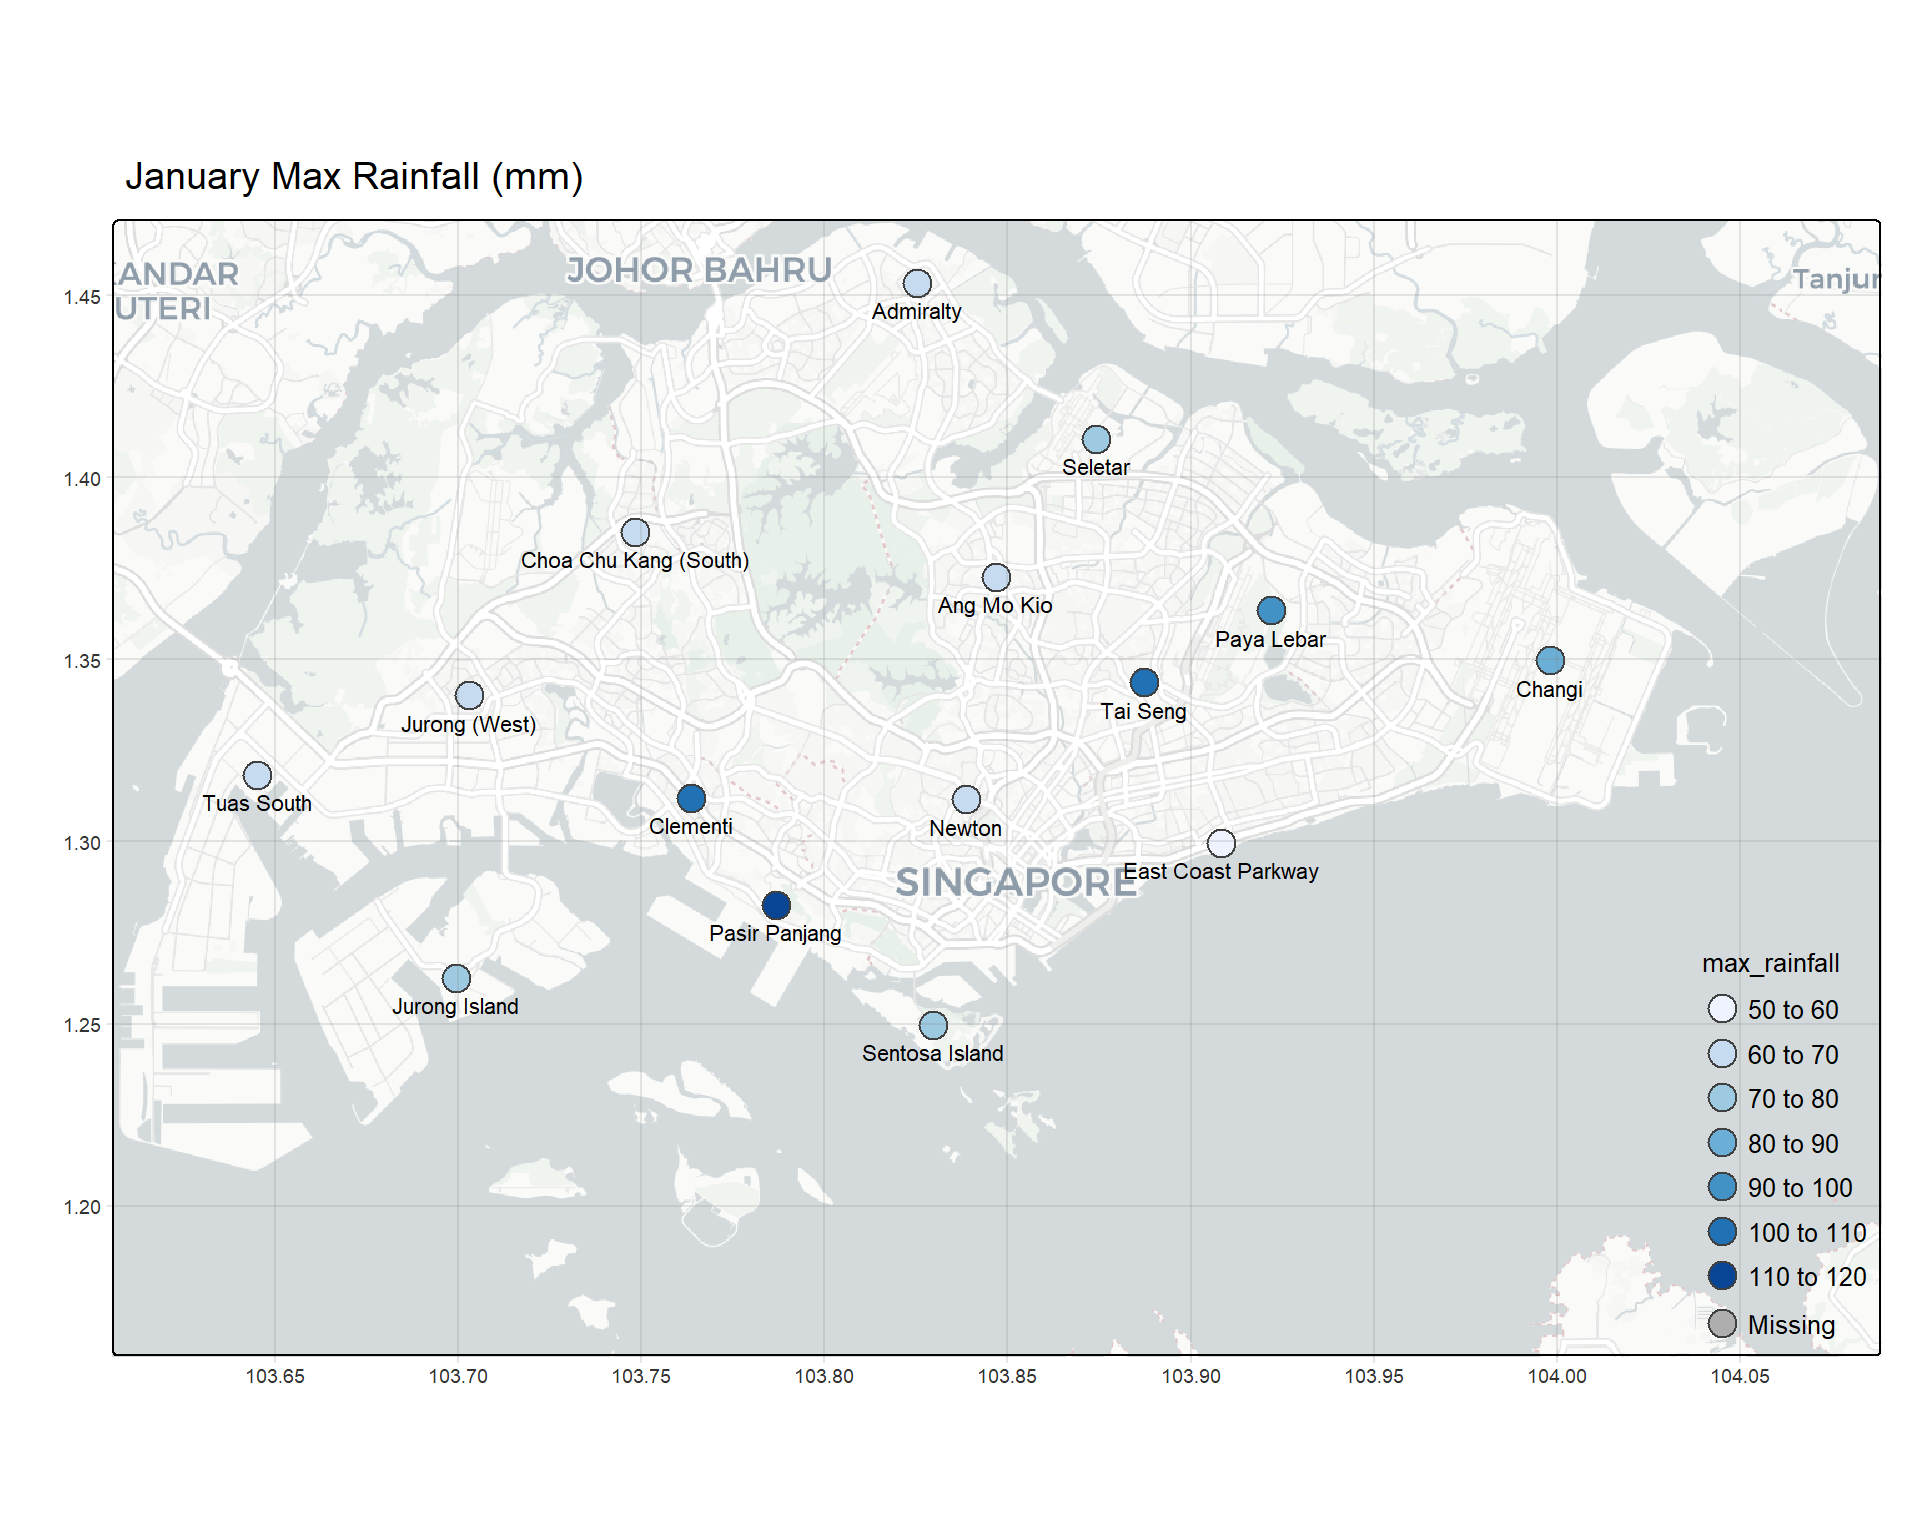 January Max Rainfall (mm)
KANDAR
UTERI
JOHOR BAHRU
Tanjur
Admiralty
Seletar
Choa Chu Kang (South)
Ang Mo Kio
Paya Lebar
Changi
Tai Seng
Jurong (West)
Tuas South
Clementi
Newton
East Coast Parkway
SINGAPORE
Pasir Panjang
Jurong Island
Sentosa Island
1.45
1.40
1.35
1.30
1.25
1.20
max_rainfall
50 to 60
60 to 70
70 to 80
80 to 90
90 to 100
100 to 110
110 to 120
Missing
103.65
103.70
103.75
103.80
103.85
103.90
103.95
104.00
104.05